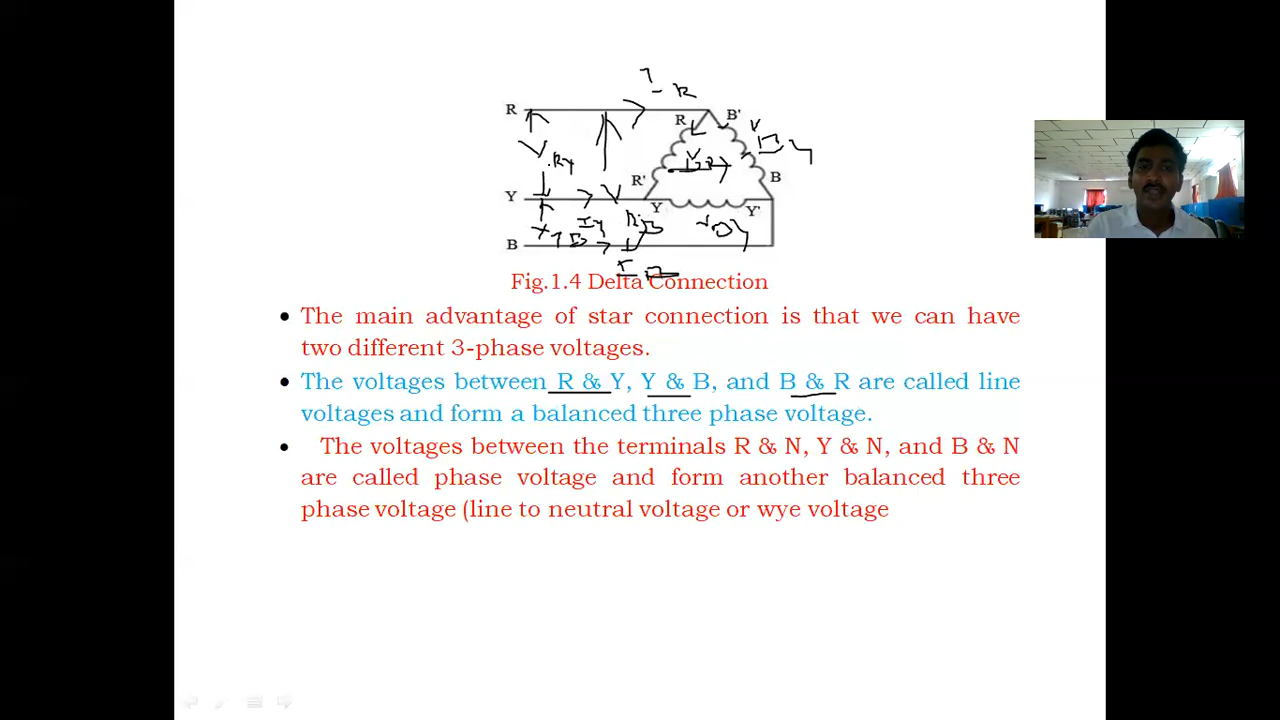 R
R
B'
R
R'
B
Y
Y
Y'
B
Fig.1.4 Delta Connection
• The main advantage of star connection is that we can have
two different 3-phase voltages.
• The voltages between R & Y, Y & B, and B & R are called line
voltages and form a balanced three phase voltage.
• The voltages between the terminals R & N, Y & N, and B & N
are called phase voltage and form another balanced three
phase voltage (line to neutral voltage or wye voltage